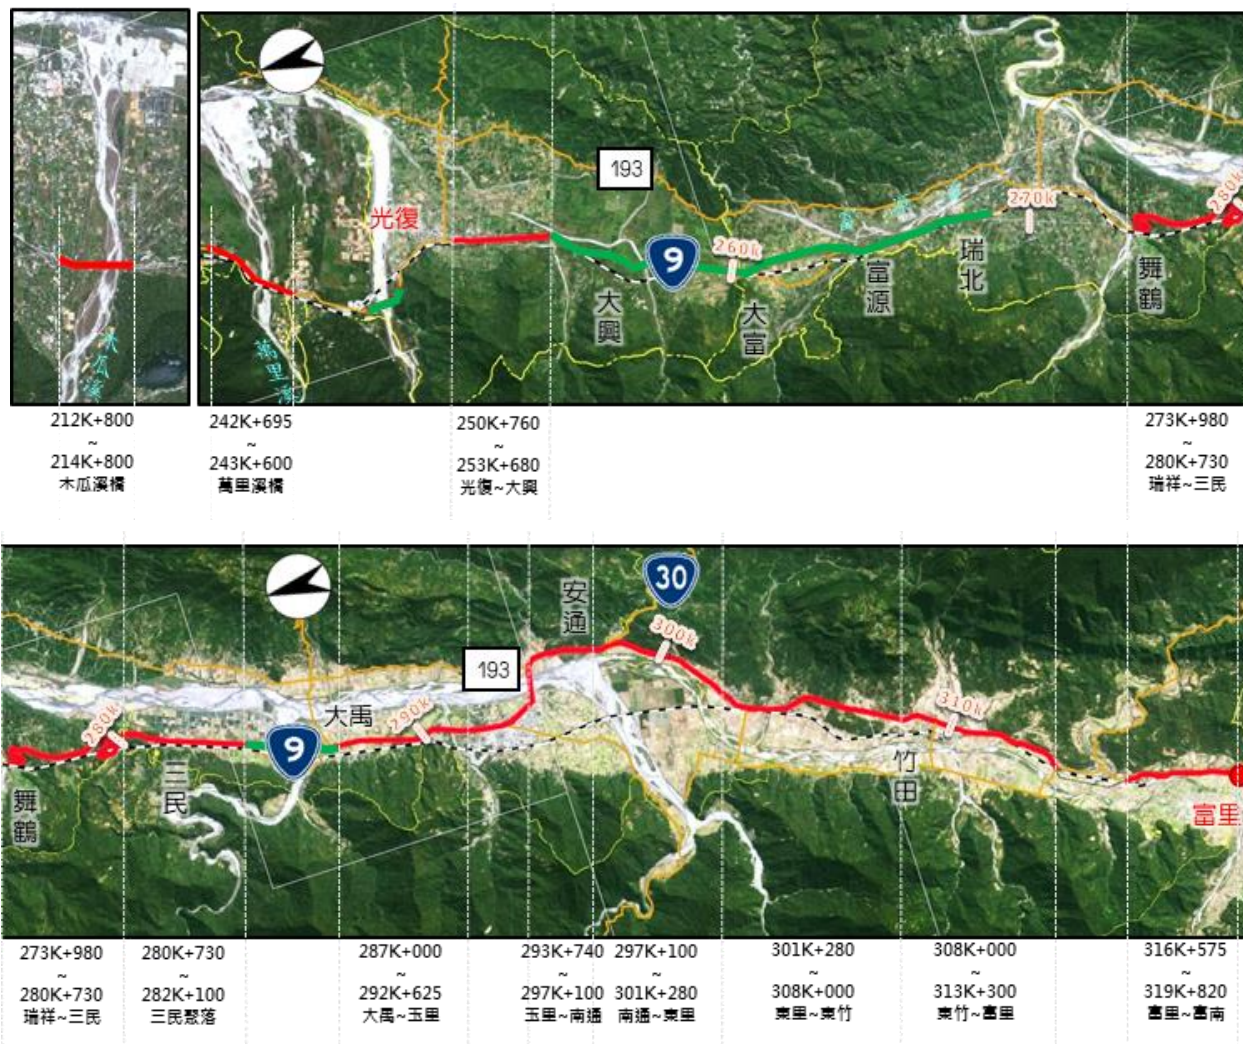 193
光復
9
260k
270k
280k
大興
大富
富源
瑞北
舞鶴
木瓜溪
萬里溪
212K+800
~
214K+800
木瓜溪橋
242K+695
~
243K+600
萬里溪橋
250K+760
~
253K+680
光復~大興
273K+980
~
280K+730
瑞祥~三民
30
安通
300k
193
280k
大禹
290k
310k
9
舞鶴
三民
竹田
富里
273K+980
~
280K+730
瑞祥~三民
280K+730
~
282K+100
三民聚落
287K+000
~
292K+625
大禹~玉里
293K+740
~
297K+100
玉里~南通
297K+100
~
301K+280
南通~東里
301K+280
~
308K+000
東里~東竹
308K+000
~
313K+300
東竹~富里
316K+575
~
319K+820
富里~富南